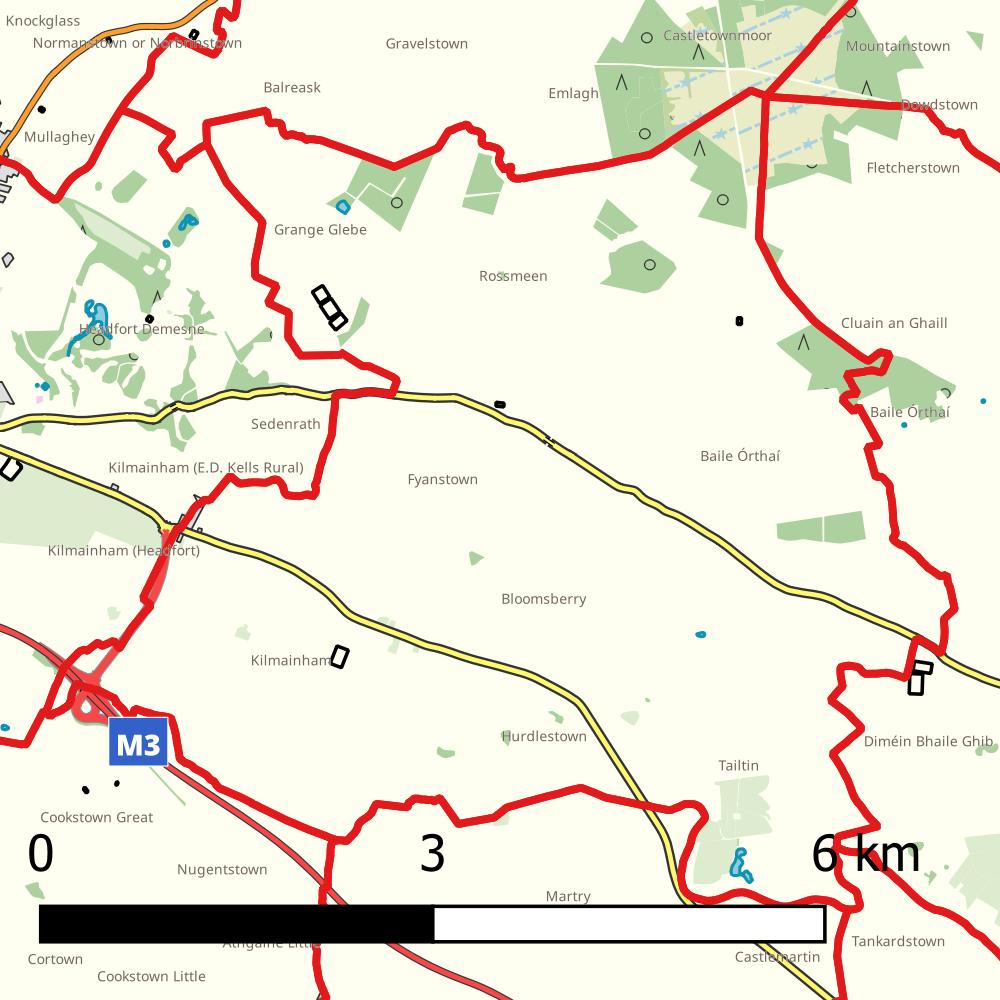 Knockglass
Normanstown or Norbrinstown
Gravelstown
Castletownmoor
Mountainstown
Balreask
Emlagh
Dowdstown
Mullaghey
Fletcherstown
Grange Glebe
Rossmeen
Headfort Demesne
Cluain an Ghaill
Baile Órthaí
Sedenrath
Baile Órthaí
Kilmainham (E.D. Kells Rural)
Fyanstown
Kilmainham (Headfort)
Bloomsberry
Kilmainham
Hurdlestown
Diméin Bhaile Ghib
M3
Tailtin
Cookstown Great
0
3
6 km
Nugentstown
Martry
Athgaine Little
Tankardstown
Castlemartin
Cortown
Cookstown Little